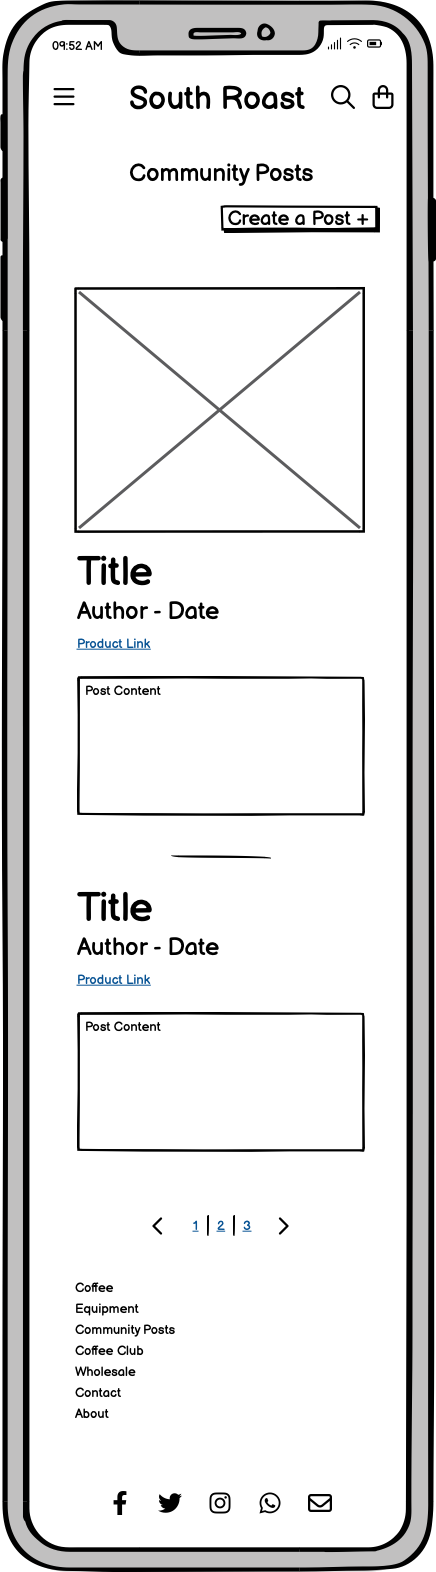 09:52 AM
South Roast
Community Posts
Create a Post +
Title
Author - Date
Product Link
Post Content
Title
Author - Date
Product Link
Post Content
1 | 2 | 3
Coffee
Equipment
Community Posts
Coffee Club
Wholesale
Contact
About